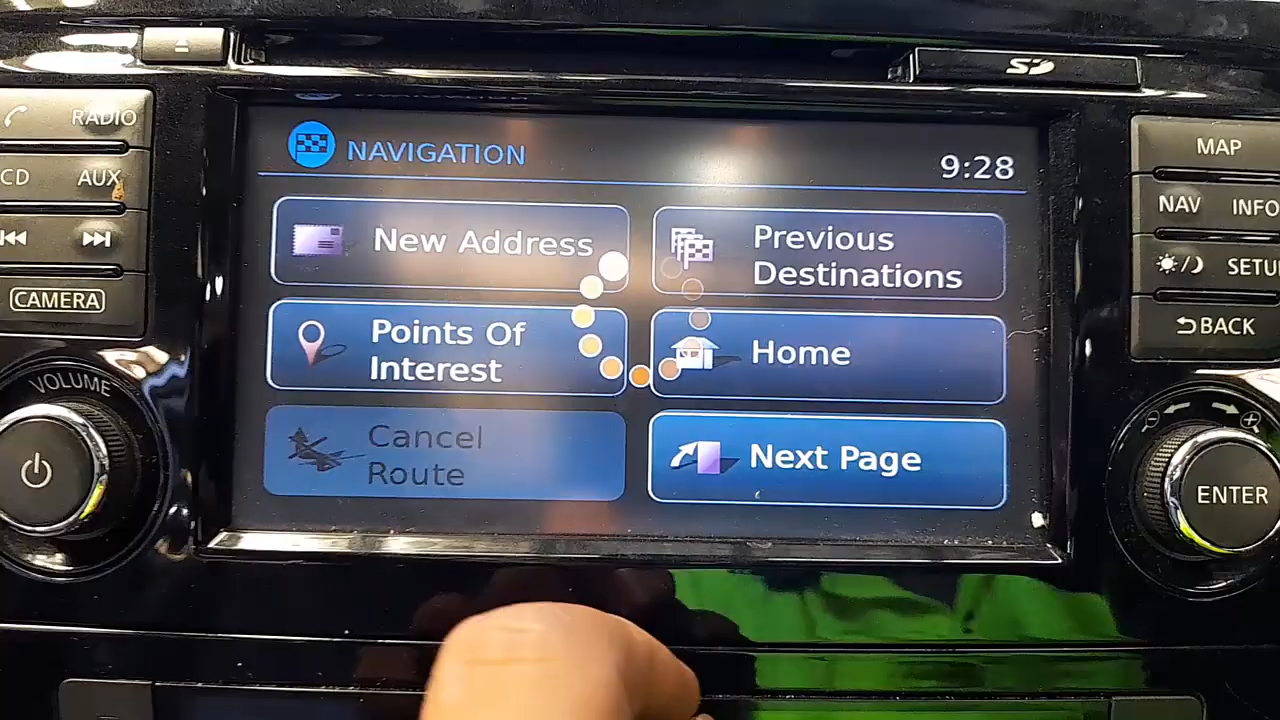 SD
RADIO
CD AUX
CAMERA
VOLUME
NAVIGATION
9:28
New Address
Previous
Destinations
Points Of
Interest
Home
Cancel
Route
Next Page
MAP
NAV INFO
SETU
BACK
ENTER